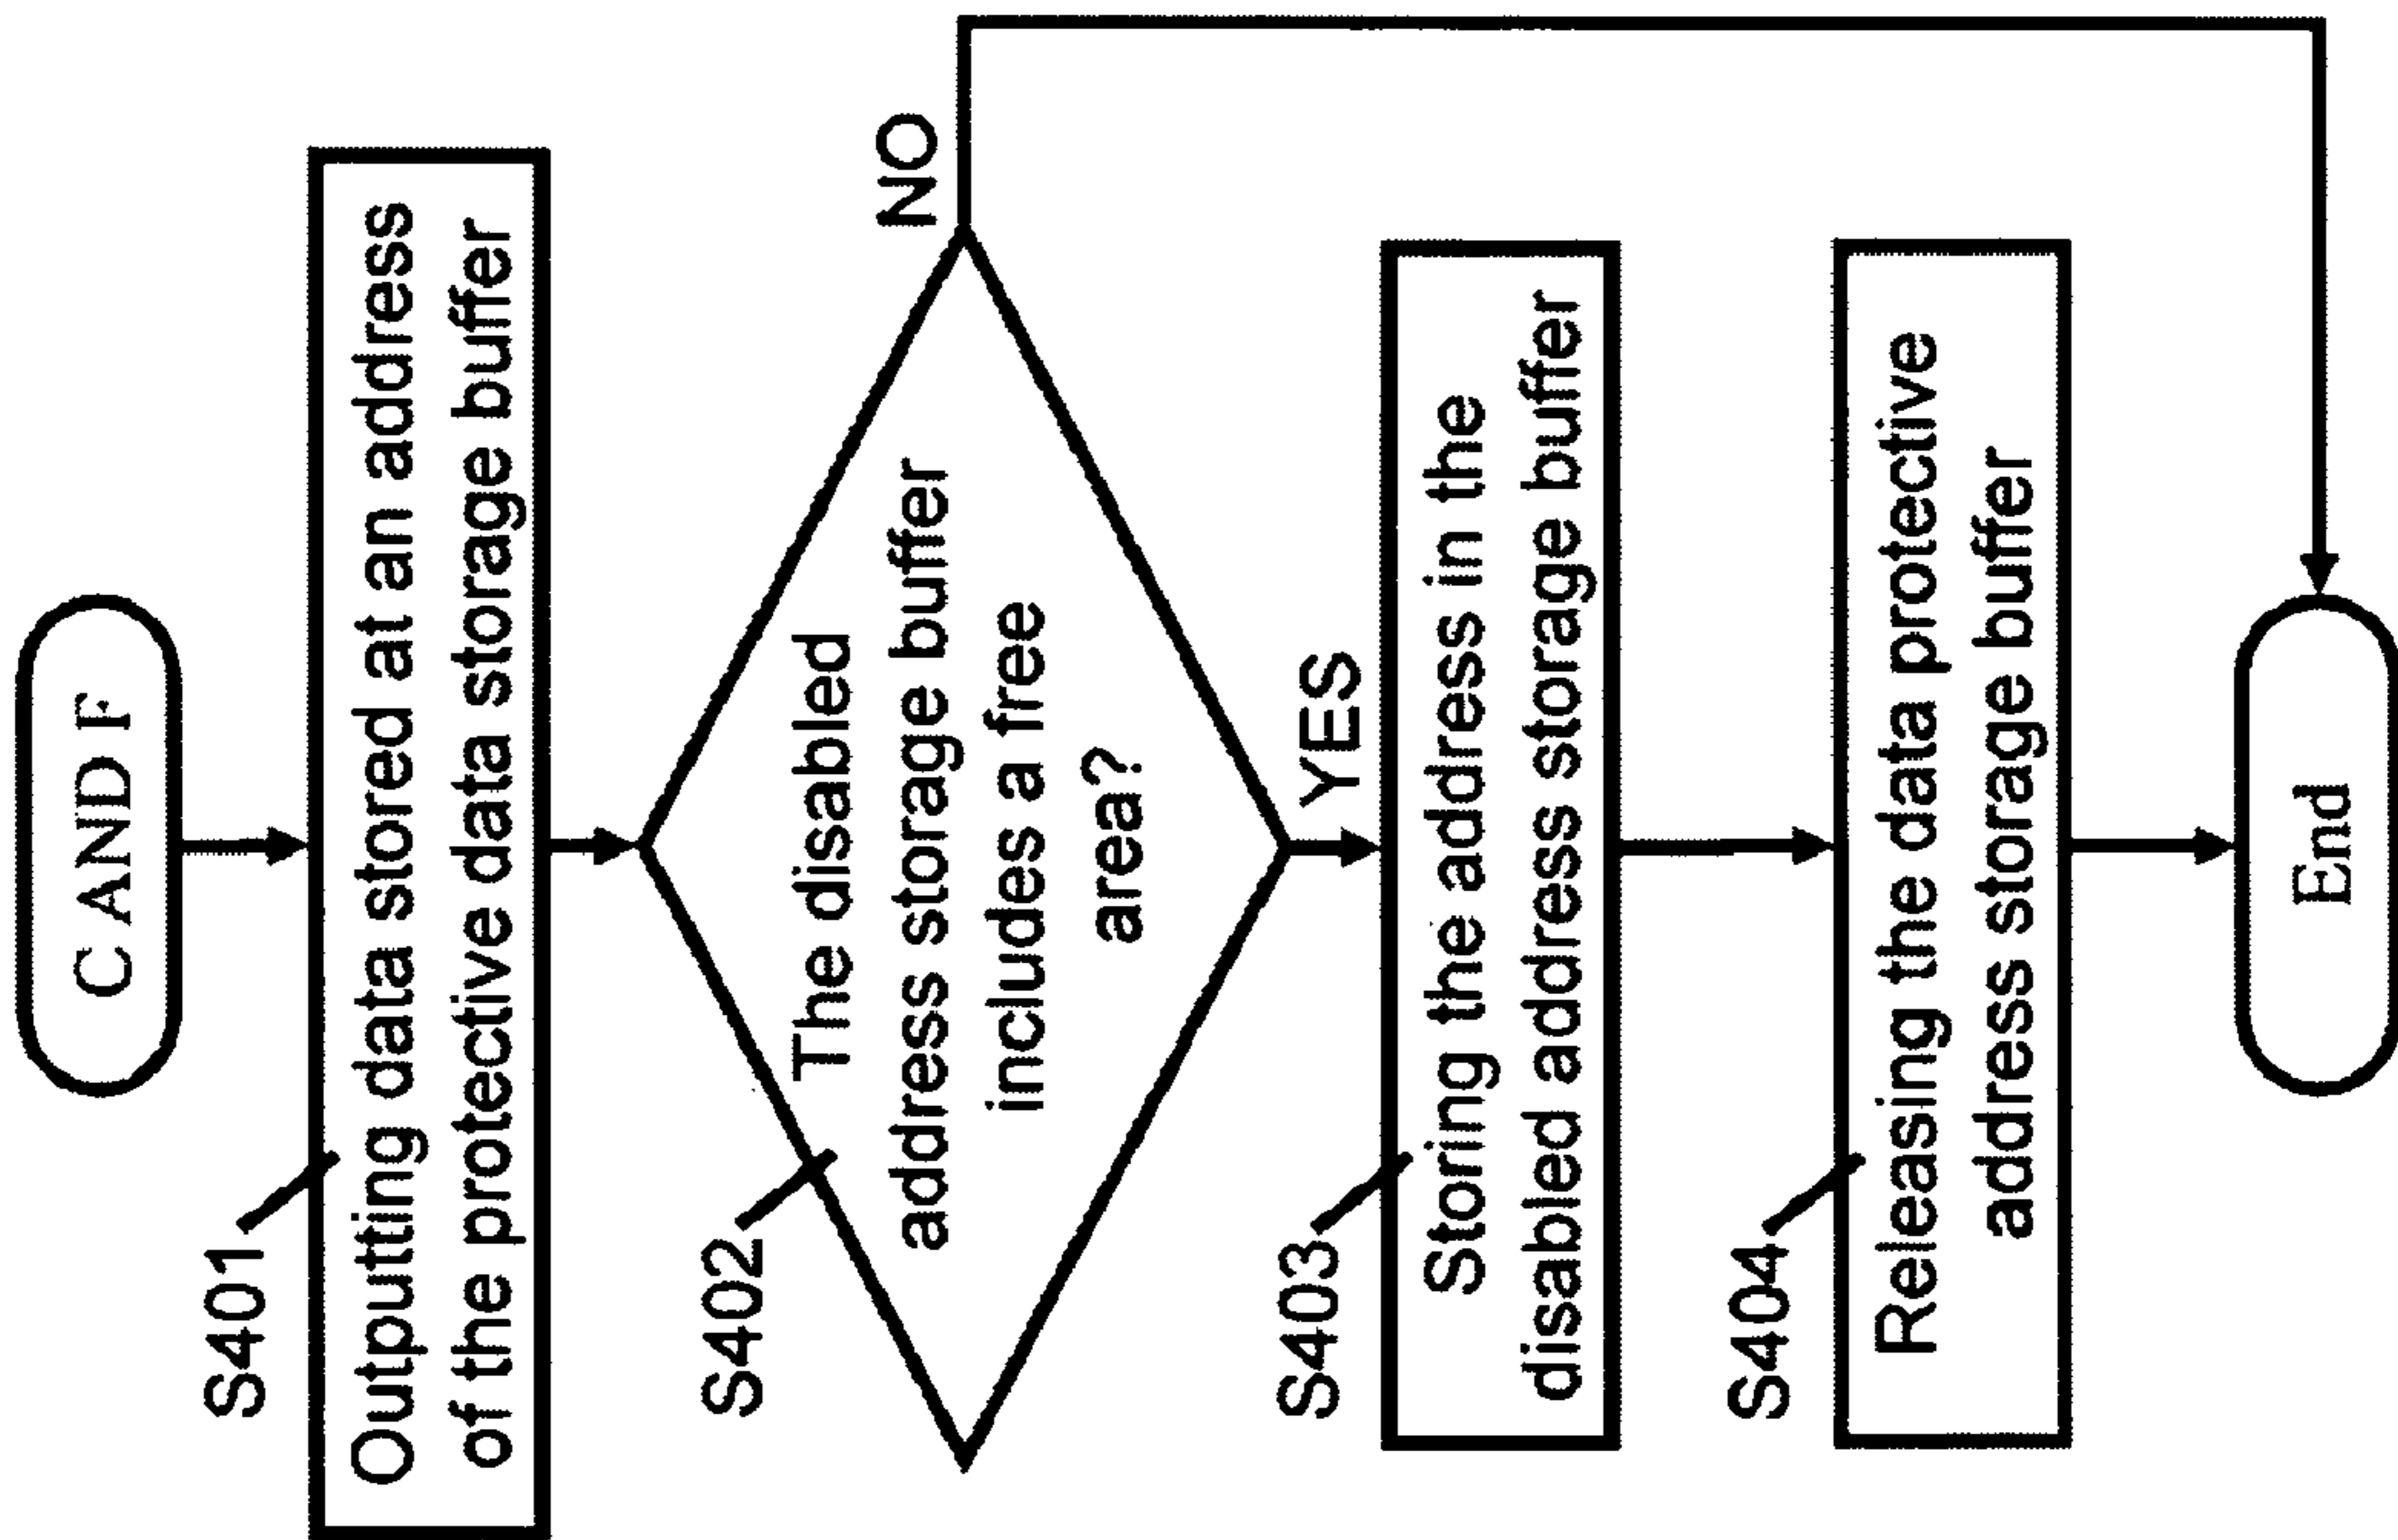 C AND F
S401
Outputting data stored at an address
of the protective data storage buffer
S402
The disabled
address storage buffer
includes a free
area?
NO
YES
S403
Storing the address in the
disabled address storage buffer
S404
Releasing the data protective
address storage buffer
End